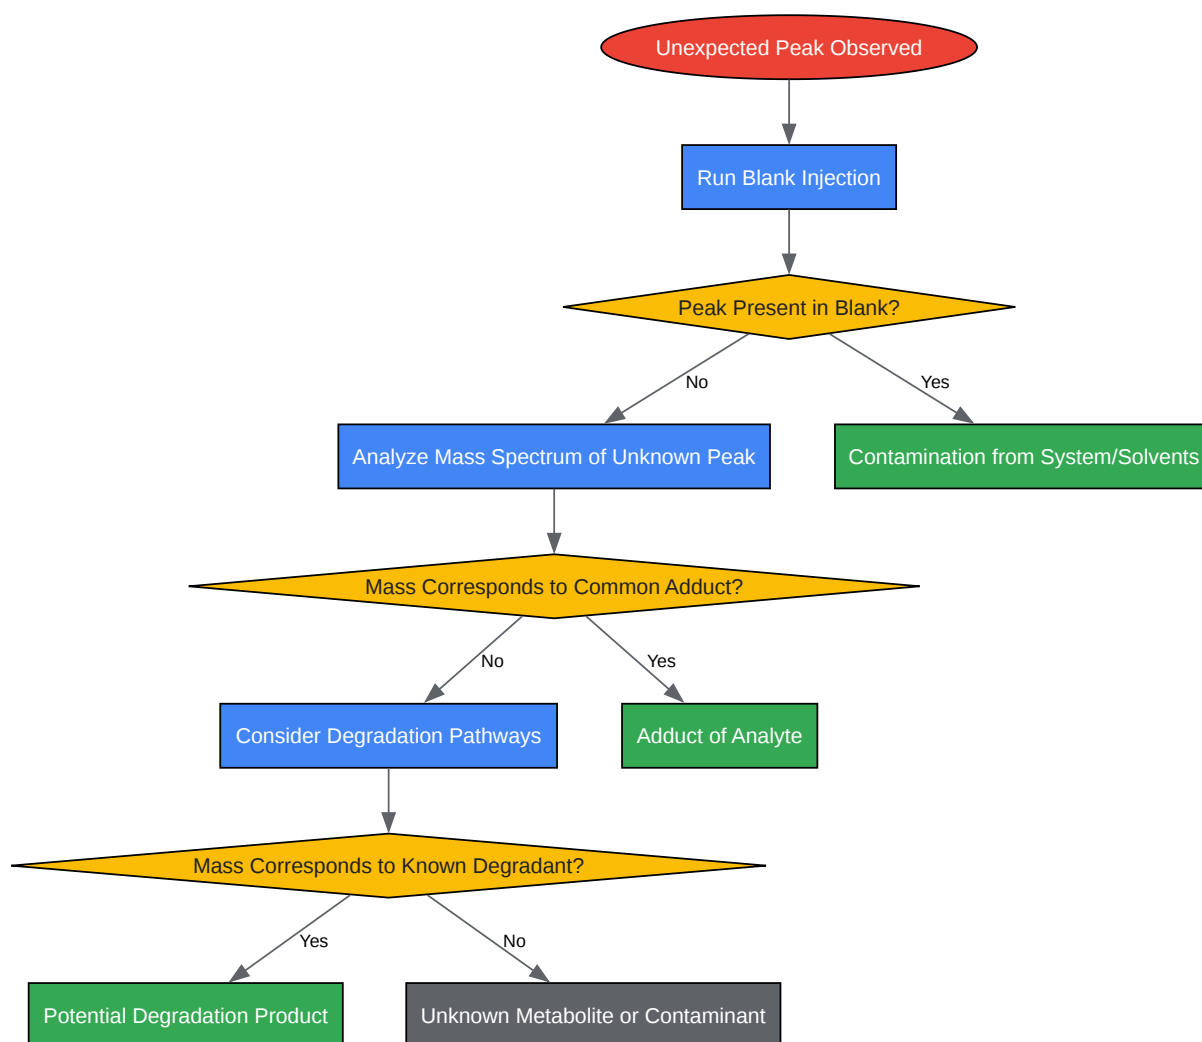 Unexpected Peak Observed
Run Blank Injection
Peak Present in Blank?
No
Yes
Analyze Mass Spectrum of Unknown Peak
Contamination from System/Solvents
Mass Corresponds to Common Adduct?
No
Yes
Consider Degradation Pathways
Adduct of Analyte
Mass Corresponds to Known Degradant?
Yes
No
Potential Degradation Product
Unknown Metabolite or Contaminant